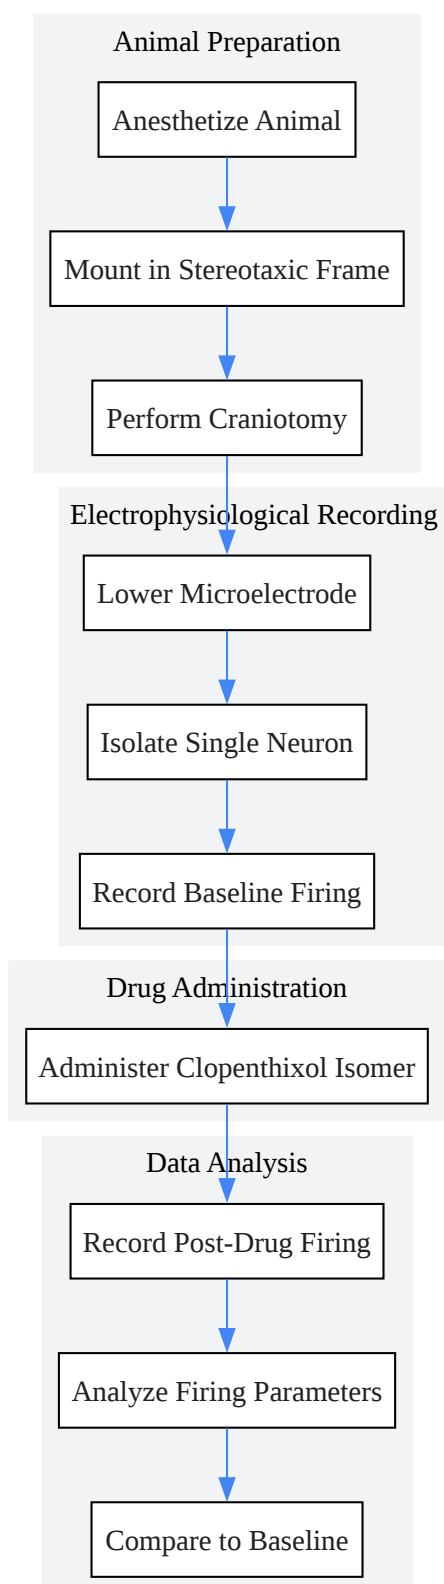 Animal Preparation
Anesthetize Animal
Mount in Stereotaxic Frame
Perform Craniotomy
Electrophysiological Recording
Lower Microelectrode
Isolate Single Neuron
Record Baseline Firing
Drug Administration
Administer Clopenthixol Isomer
Data Analysis
Record Post-Drug Firing
Analyze Firing Parameters
Compare to Baseline